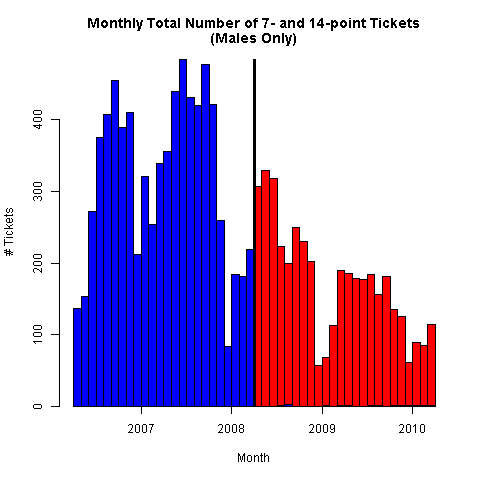 Monthly Total Number of 7- and 14-point Tickets
(Males Only)
400
300
200
100
0
# Tickets
2007
2008
2009
2010
Month